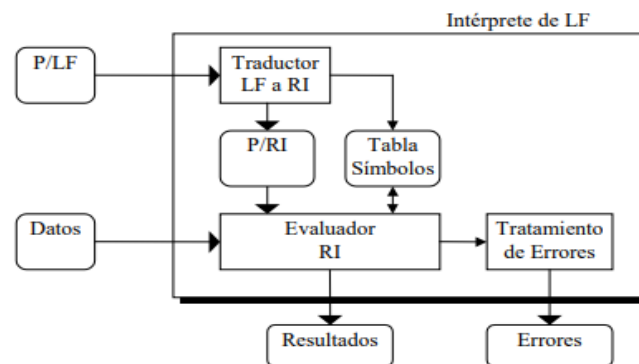 Intérprete de LF
P/LF
Traductor
LF a RI
P/RI
Tabla
Símbolos
Datos
Evaluador
RI
Tratamiento
de Errores
Resultados
Errores